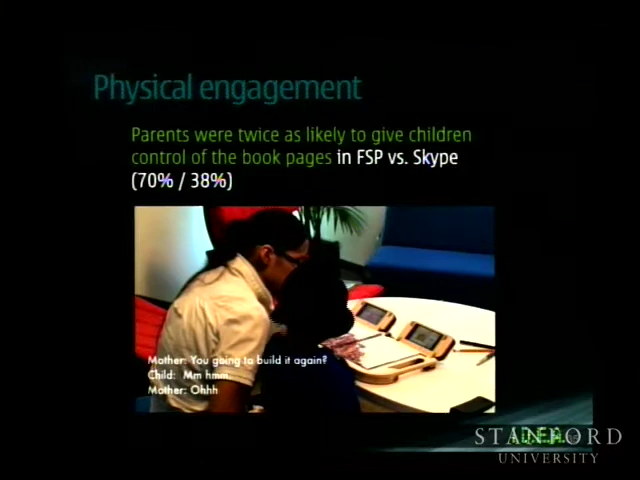 Physical engagement
Parents were twice as likely to give children
control of the book pages in FSP vs. Skype
(70% / 38%)
Mother: You going to build it again?
Child: Mm hmm.
Mother: Ohhh
STANFORD
UNIVERSITY